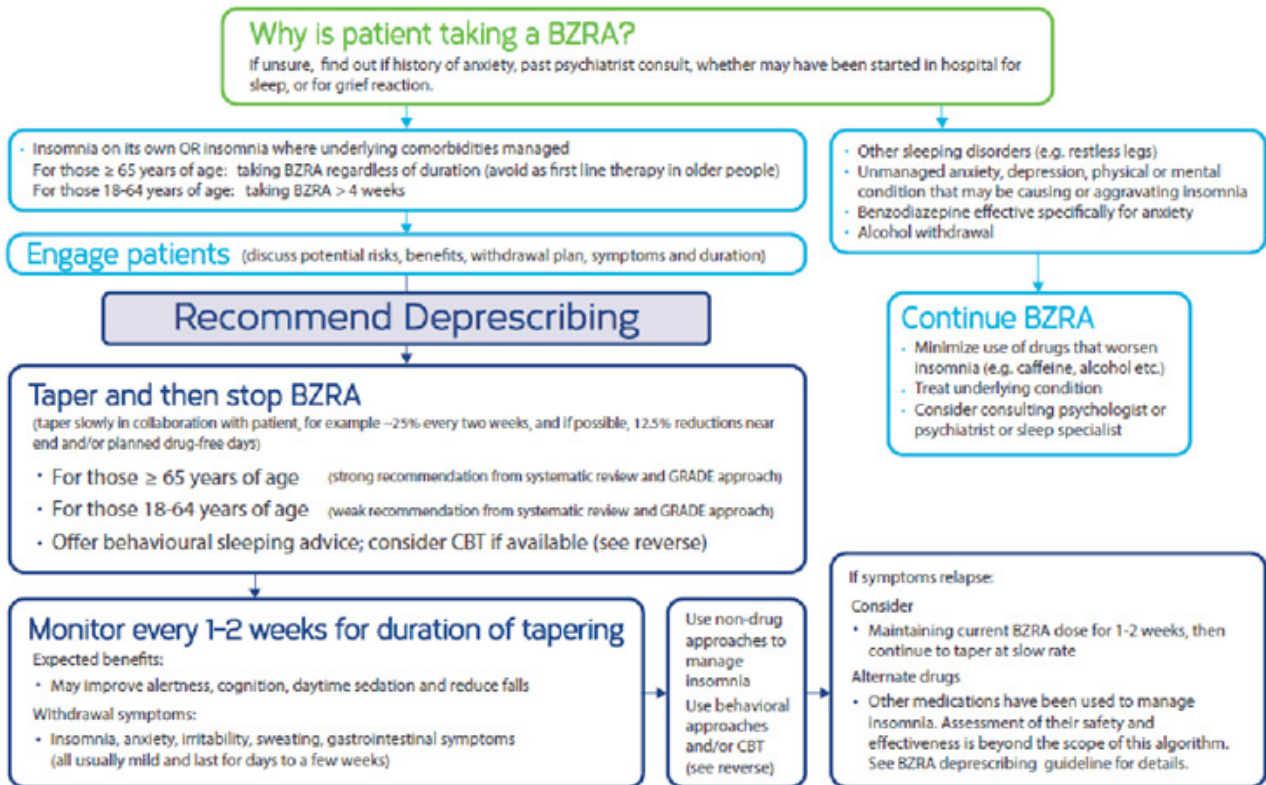 Why is patient taking a BZRA?
If unsure, find out if history of anxiety, past psychiatrist consult, whether may have been started in hospital for
sleep, or for grief reaction.
• Insomnia on its own OR insomnia where underlying comorbidities managed
For those ≥ 65 years of age: taking BZRA regardless of duration (avoid as first line therapy in older people)
For those 18-64 years of age: taking BZRA > 4 weeks
• Other sleeping disorders (e.g. restless legs)
• Unmanaged anxiety, depression, physical or mental
condition that may be causing or aggravating insomnia
• Benzodiazepine effective specifically for anxiety
• Alcohol withdrawal
Engage patients (discuss potential risks, benefits, withdrawal plan, symptoms and duration)
Recommend Deprescribing
Continue BZRA
• Minimize use of drugs that worsen
insomnia (e.g. caffeine, alcohol etc.)
• Treat underlying condition
• Consider consulting psychologist or
psychiatrist or sleep specialist
Taper and then stop BZRA
(taper slowly in collaboration with patient, for example ~25% every two weeks, and if possible, 12.5% reductions near
end and/or planned drug-free days)
• For those ≥ 65 years of age (strong recommendation from systematic review and GRADE approach)
• For those 18-64 years of age (weak recommendation from systematic review and GRADE approach)
• Offer behavioural sleeping advice; consider CBT if available (see reverse)
Monitor every 1-2 weeks for duration of tapering
Expected benefits:
• May improve alertness, cognition, daytime sedation and reduce falls
Withdrawal symptoms:
• Insomnia, anxiety, irritability, sweating, gastrointestinal symptoms
(all usually mild and last for days to a few weeks)
Use non-drug
approaches to
manage
insomnia
Use behavioral
approaches
and/or CBT
(see reverse)
If symptoms relapse:
Consider
• Maintaining current BZRA dose for 1-2 weeks, then
continue to taper at slow rate
Alternate drugs
• Other medications have been used to manage
insomnia. Assessment of their safety and
effectiveness is beyond the scope of this algorithm.
See BZRA deprescribing guideline for details.